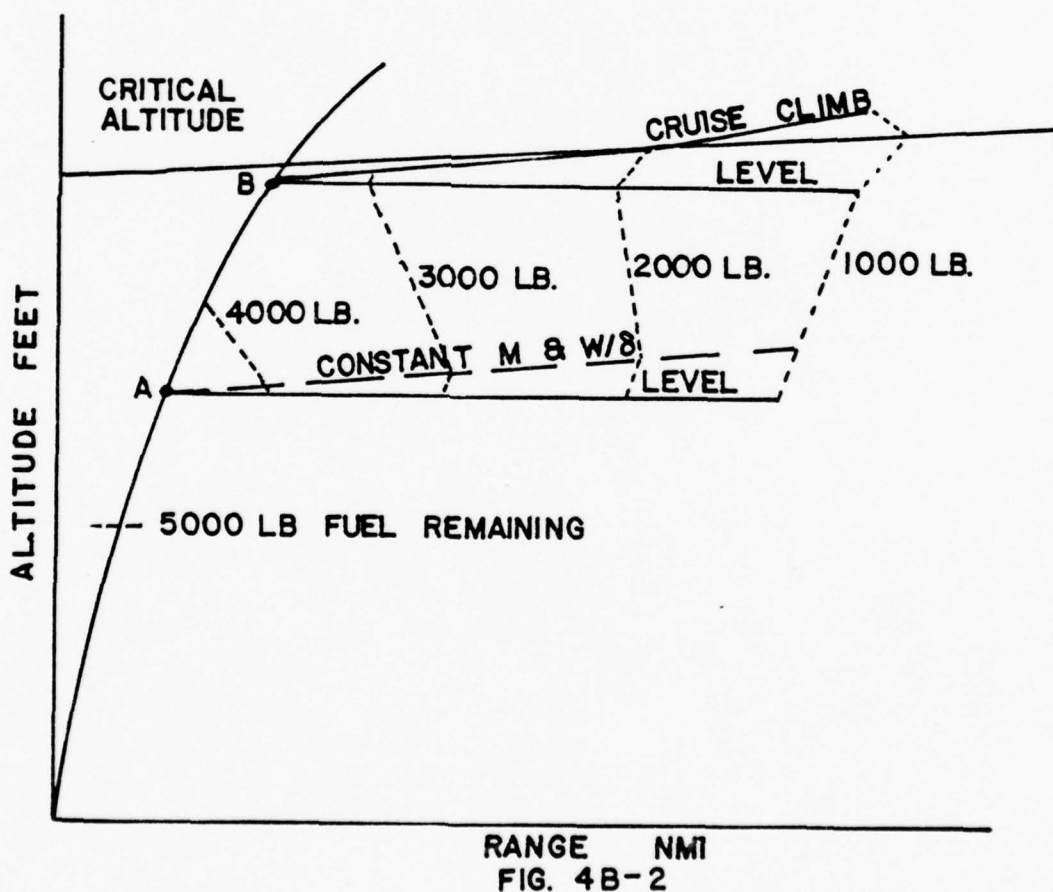 CRITICAL
ALTITUDE
CRUISE CLIMB
B
LEVEL
3000 LB.
2000 LB.
1000 LB.
4000 LB.
CONSTANT M & W/δ
A
LEVEL
ALTITUDE FEET
5000 LB FUEL REMAINING
RANGE NMI
FIG. 4B-2